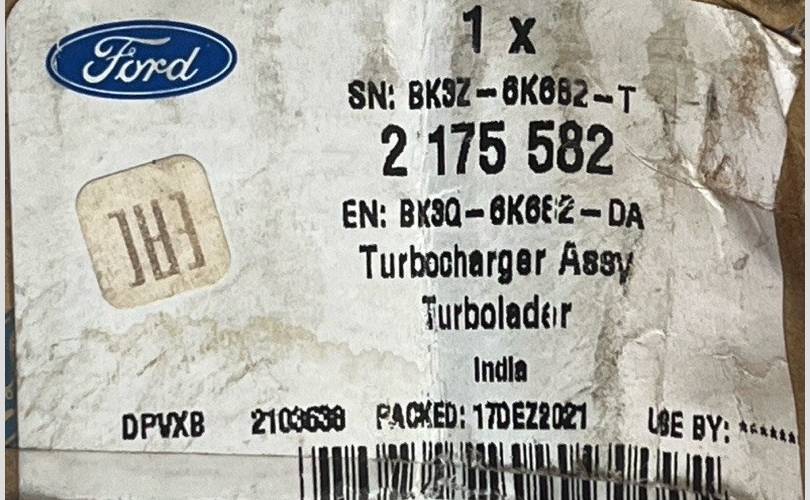 Ford
1 x
SN: BK3Z-6K682-T
2 175 582
EN: BK3Q-6K682-DA
Turbocharger Assy
Turbolader
India
DPVXB 2103638 PACKED: 17DEZ2021 USE BY: ******